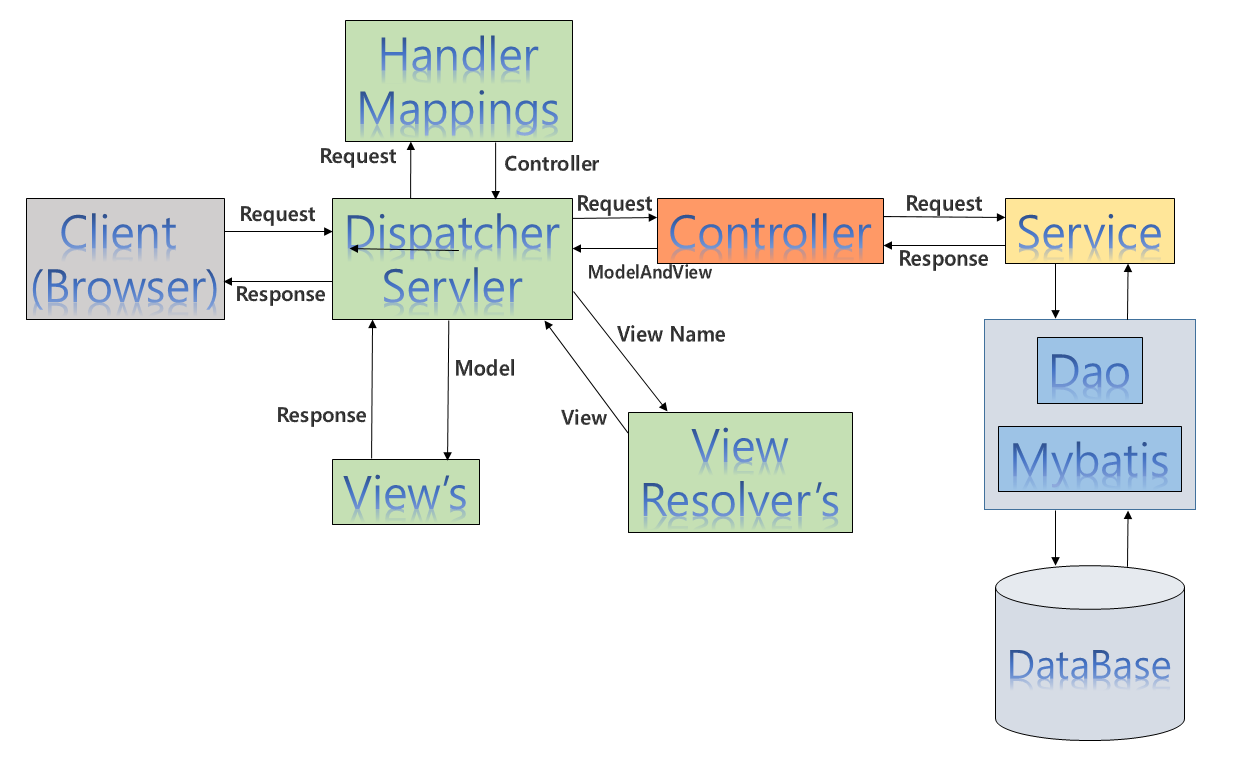 Handler
Mappings
Request
Controller
Client
(Browser)
Request
Response
Dispatcher
Servler
Request
ModelAndView
Controller
Request
Response
Service
View Name
View
Model
Response
View's
View
Resolver's
Dao
Mybatis
DataBase